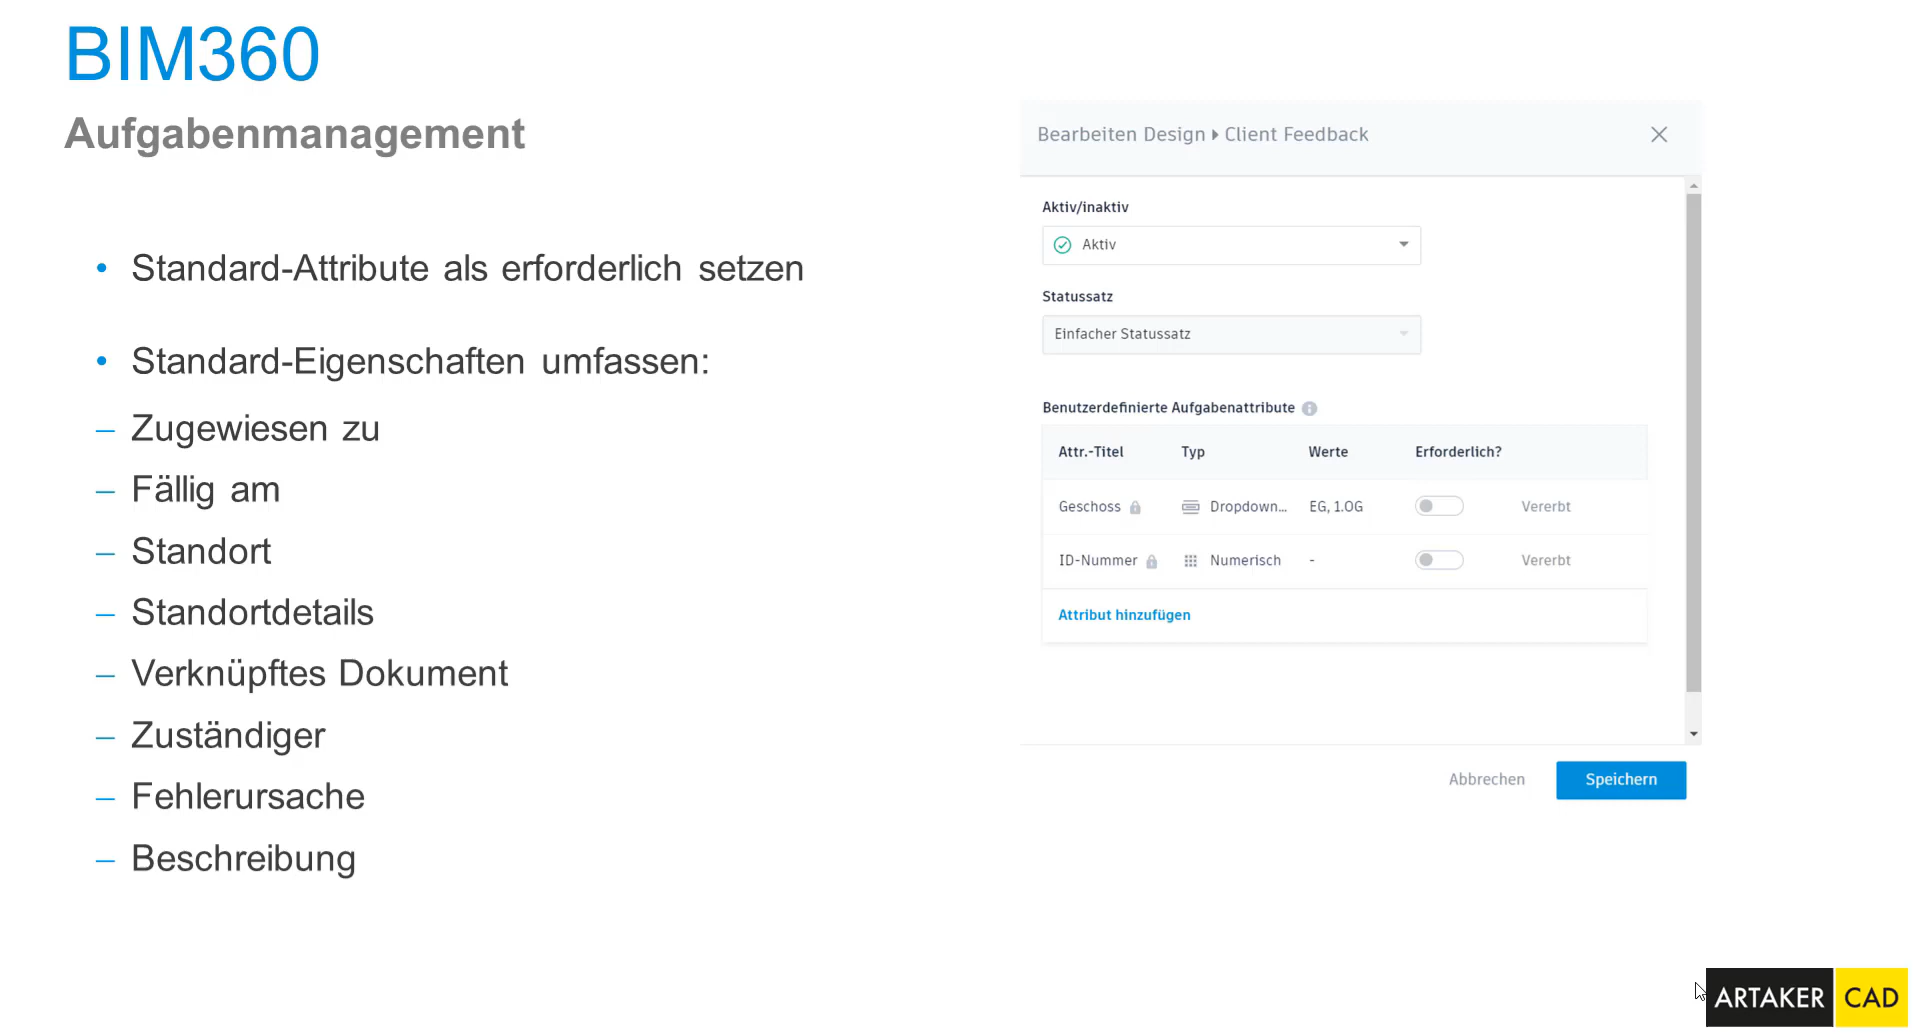 BIM360
Aufgabenmanagement
• Standard-Attribute als erforderlich setzen
• Standard-Eigenschaften umfassen:
– Zugewiesen zu
– Fällig am
– Standort
– Standortdetails
– Verknüpftes Dokument
– Zuständiger
– Fehlerursache
– Beschreibung
Bearbeiten Design ▸ Client Feedback
Aktiv/inaktiv
Aktiv
Statussatz
Einfacher Statussatz
Benutzerdefinierte Aufgabenattribute
Attr.-Titel Typ Werte Erforderlich?
Geschoss Dropdown... EG, 1.OG Vererbt
ID-Nummer Numerisch - Vererbt
Attribut hinzufügen
Abbrechen Speichern
ARTAKER CAD